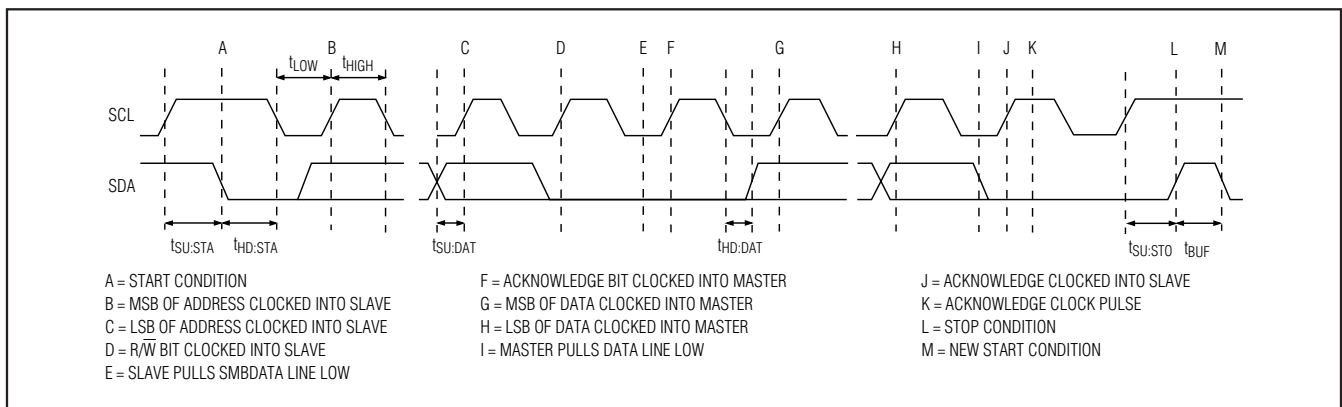 A B C D E F G H I J K L M
tLOW tHIGH
SCL
SDA
tSU:STA tHD:STA tSU:DAT tHD:DAT tSU:STO tBUF
A = START CONDITION
B = MSB OF ADDRESS CLOCKED INTO SLAVE
C = LSB OF ADDRESS CLOCKED INTO SLAVE
D = R/W̅ BIT CLOCKED INTO SLAVE
E = SLAVE PULLS SMBDATA LINE LOW
F = ACKNOWLEDGE BIT CLOCKED INTO MASTER
G = MSB OF DATA CLOCKED INTO MASTER
H = LSB OF DATA CLOCKED INTO MASTER
I = MASTER PULLS DATA LINE LOW
J = ACKNOWLEDGE CLOCKED INTO SLAVE
K = ACKNOWLEDGE CLOCK PULSE
L = STOP CONDITION
M = NEW START CONDITION